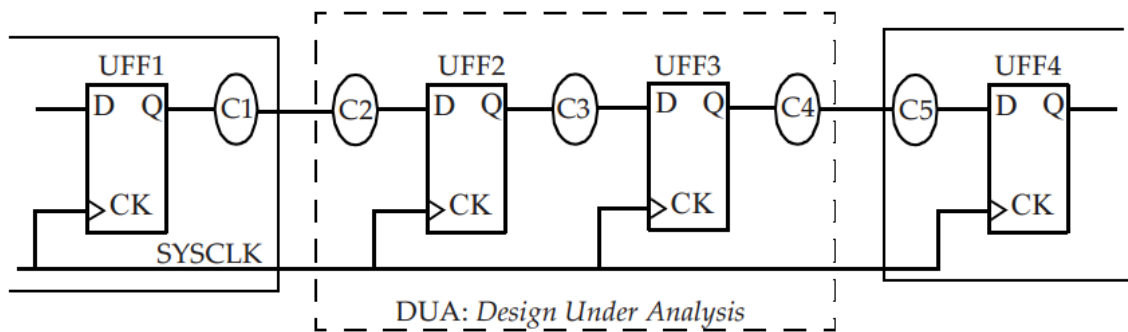 UFF1
UFF2
UFF3
UFF4
D Q
C1
C2
D Q
C3
D Q
C4
C5
D Q
CK
CK
CK
CK
SYSCLK
DUA: Design Under Analysis